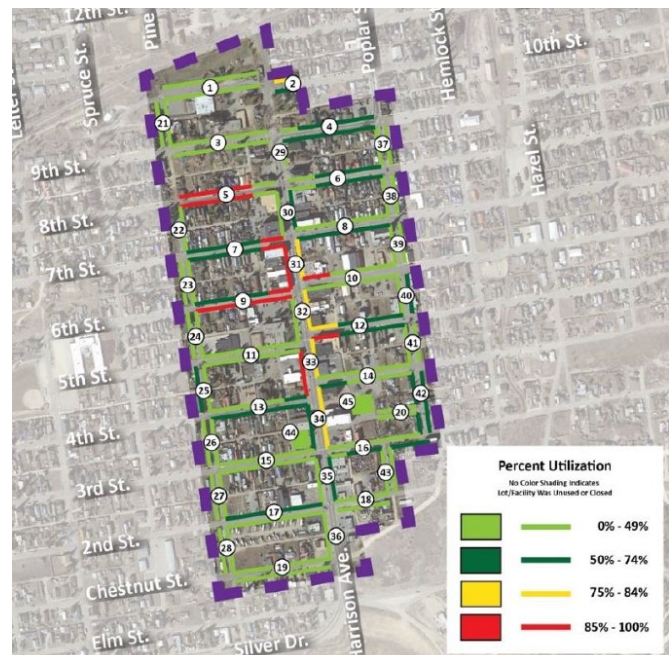 12th St.
Pine
Poplar St
Hemlock St.
10th St.
Spruce St.
Hazel St.
9th St.
8th St.
7th St.
6th St.
5th St.
4th St.
3rd St.
2nd St.
Chestnut St.
Elm St.
Silver Dr.
Harrison Ave.
1
2
21
4
3
29
37
5
6
38
30
22
8
7
39
31
10
23
9
40
32
12
24
41
11
33
14
25
42
45
13
20
34
44
26
16
15
35
43
27
18
17
36
28
19
Percent Utilization
No Color Shading Indicates
Lot/Facility Was Unused or Closed
0% - 49%
50% - 74%
75% - 84%
85% - 100%